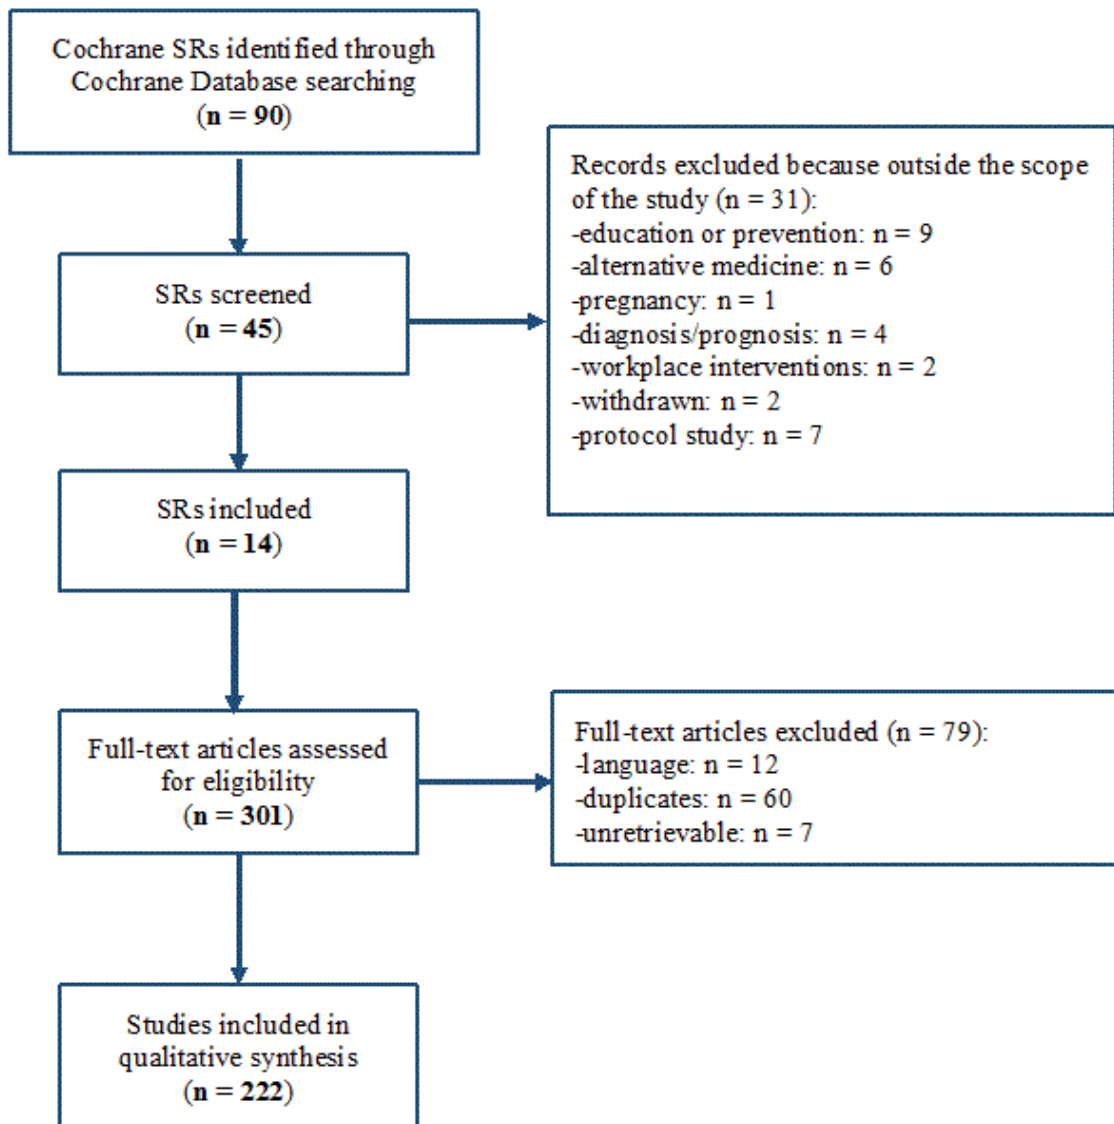 Cochrane SRs identified through
Cochrane Database searching
(n = 90)
Records excluded because outside the scope
of the study (n = 31):
-education or prevention: n = 9
-alternative medicine: n = 6
-pregnancy: n = 1
-diagnosis/prognosis: n = 4
-workplace interventions: n = 2
-withdrawn: n = 2
-protocol study: n = 7
SRs screened
(n = 45)
SRs included
(n = 14)
Full-text articles assessed
for eligibility
(n = 301)
Full-text articles excluded (n = 79):
-language: n = 12
-duplicates: n = 60
-unretrievable: n = 7
Studies included in
qualitative synthesis
(n = 222)